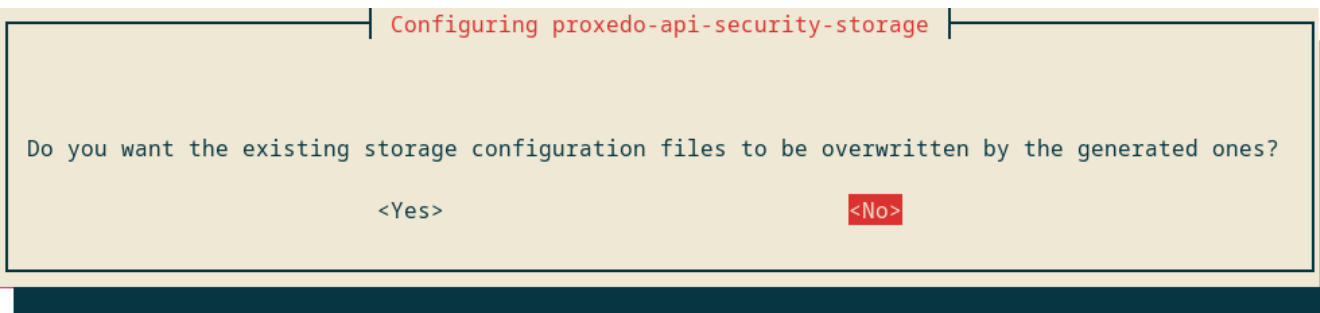 Configuring proxedo-api-security-storage
Do you want the existing storage configuration files to be overwritten by the generated ones?
<Yes> <No>